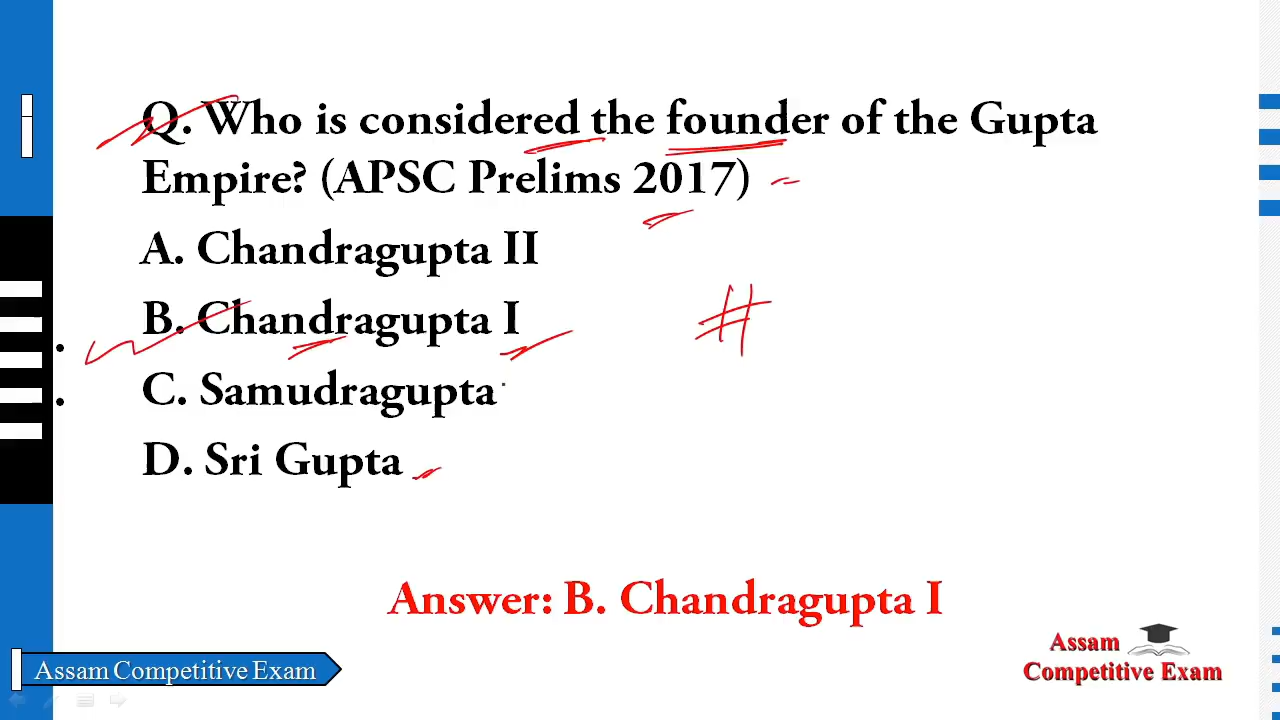 Q. Who is considered the founder of the Gupta
Empire? (APSC Prelims 2017)
A. Chandragupta II
B. Chandragupta I
#
C. Samudragupta
D. Sri Gupta
Answer: B. Chandragupta I
Assam Competitive Exam
Assam
Competitive Exam